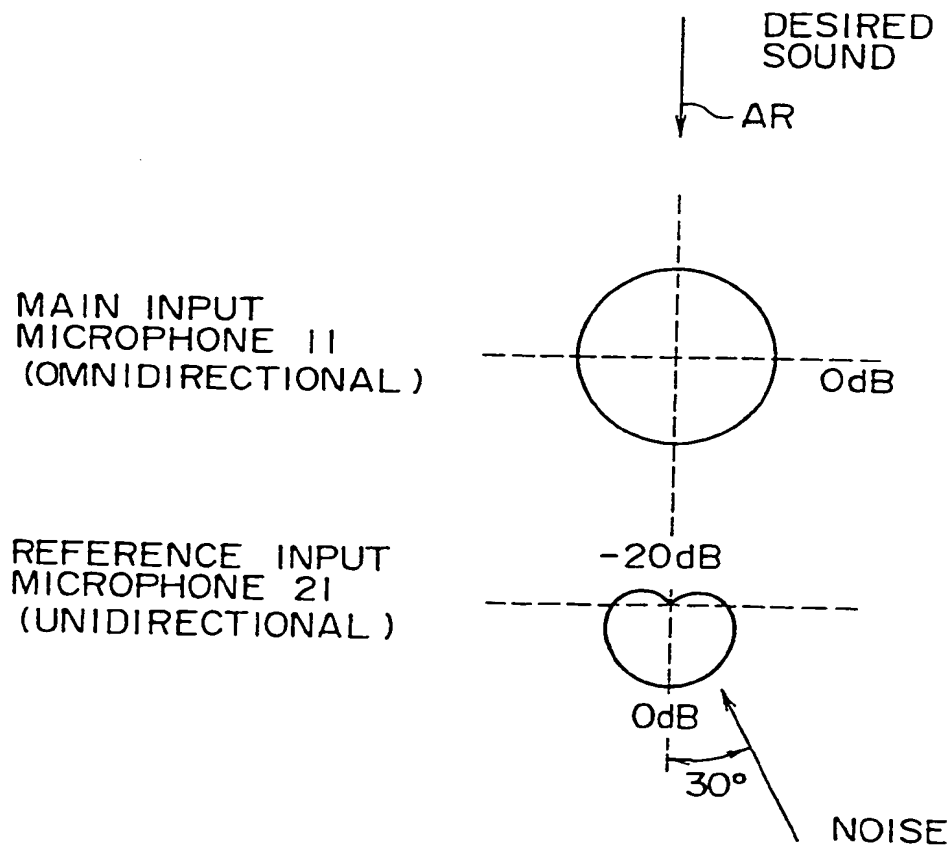 DESIRED
SOUND
AR
MAIN INPUT
MICROPHONE 11
(OMNIDIRECTIONAL)
0dB
REFERENCE INPUT
MICROPHONE 21
(UNIDIRECTIONAL)
-20dB
0dB
30°
NOISE